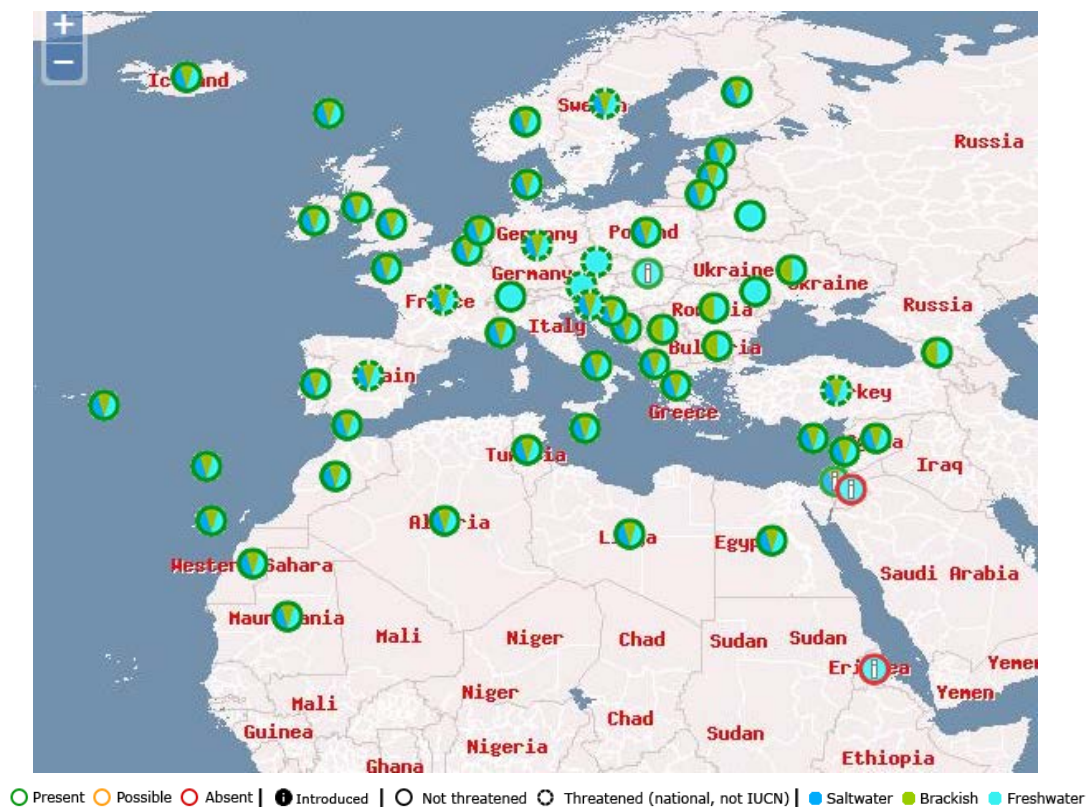 +
−
Iceland
Sweden
Russia
Germany
Poland
Germany
Ukraine
Ukraine
France
Romania
Russia
Italy
Bulgaria
Spain
Turkey
Greece
Tunisia
Syria
Iraq
Algeria
Libya
Egypt
Western Sahara
Saudi Arabia
Mauritania
Mali
Niger
Chad
Sudan
Sudan
Eritrea
Yemen
Yemen
Niger
Mali
Chad
Guinea
Sudan
Nigeria
Ethiopia
Ghana
Present Possible Absent | i Introduced | Not threatened Threatened (national, not IUCN) | Saltwater Brackish Freshwater